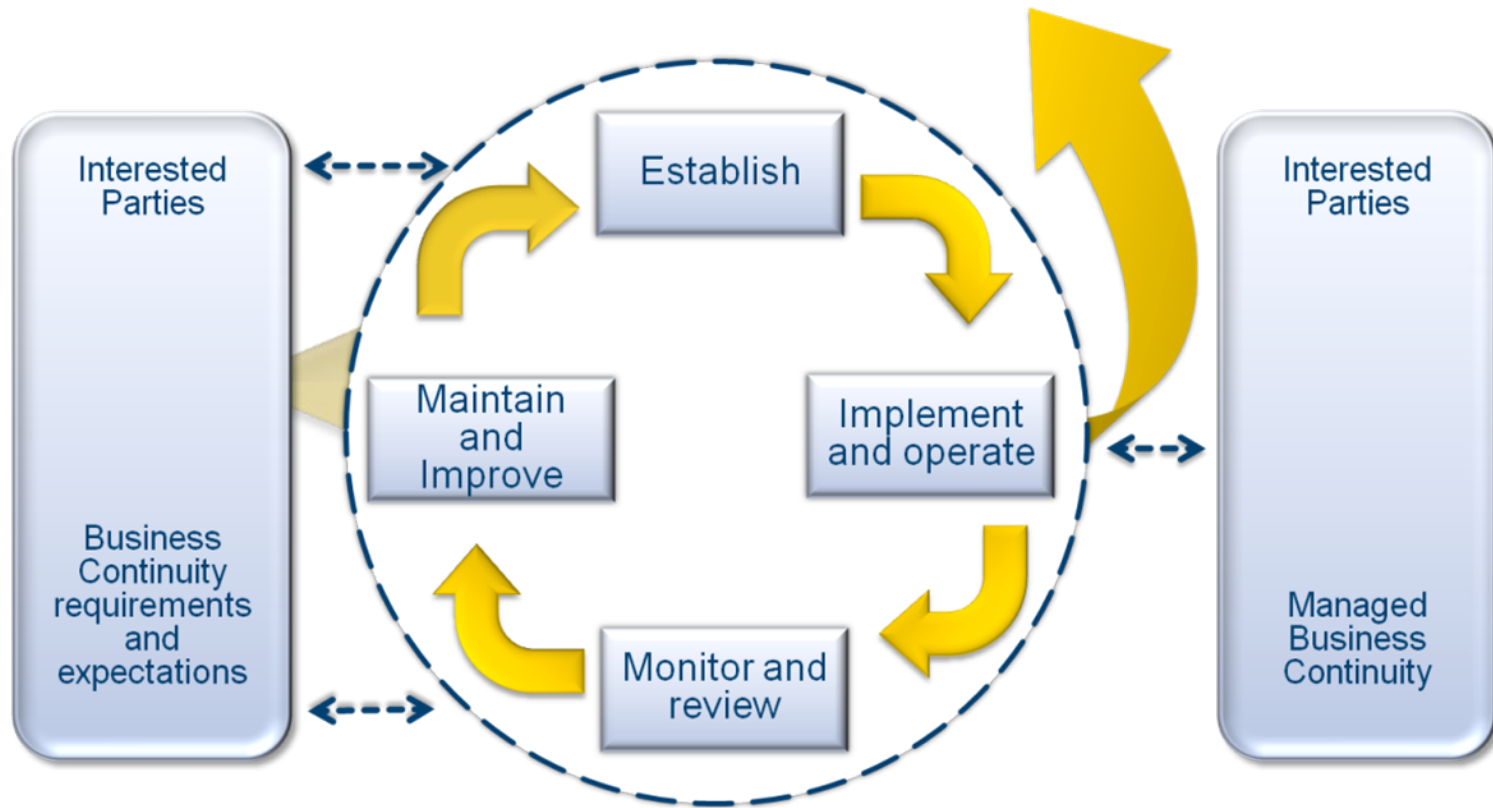 Interested
Parties
Business
Continuity
requirements
and
expectations
Establish
Implement
and operate
Monitor and
review
Maintain
and
Improve
Interested
Parties
Managed
Business
Continuity